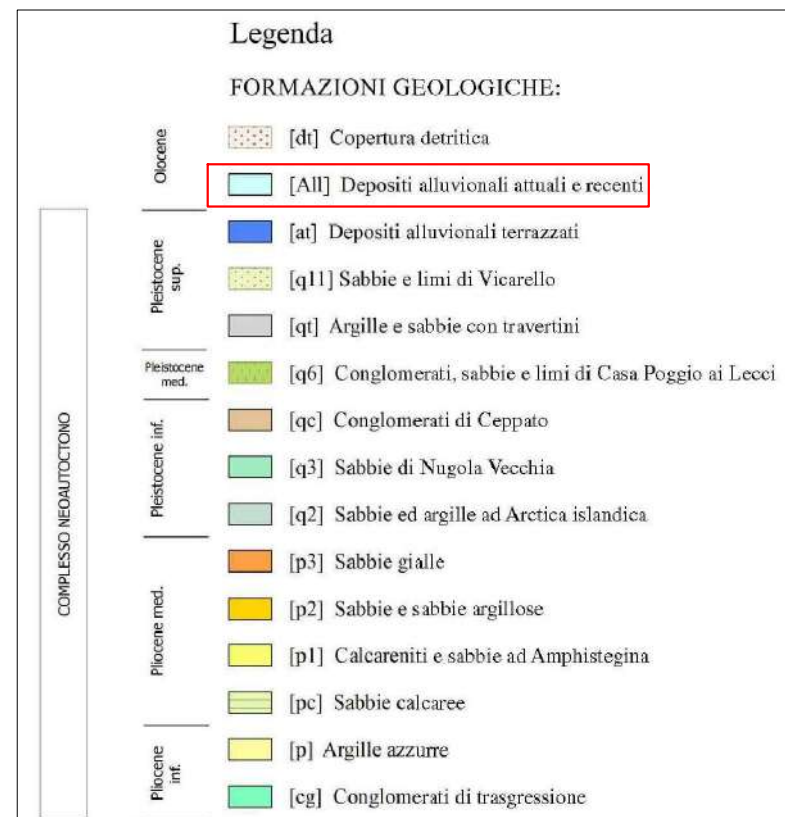 Legenda
FORMAZIONI GEOLOGICHE:
Olocene
[dt] Copertura detritica
[All] Depositi alluvionali attuali e recenti
COMPLESSO NEOAUTOCTONO
Pleistocene
sup.
[at] Depositi alluvionali terrazzati
[q11] Sabbie e limi di Vicarello
[qt] Argille e sabbie con travertini
Pleistocene
med.
[q6] Conglomerati, sabbie e limi di Casa Poggio ai Lecci
Pleistocene inf.
[qc] Conglomerati di Ceppato
[q3] Sabbie di Nugola Vecchia
[q2] Sabbie ed argille ad Arctica islandica
Pliocene med.
[p3] Sabbie gialle
[p2] Sabbie e sabbie argillose
[p1] Calcareniti e sabbie ad Amphistegina
[pc] Sabbie calcaree
Pliocene
inf.
[p] Argille azzurre
[cg] Conglomerati di trasgressione